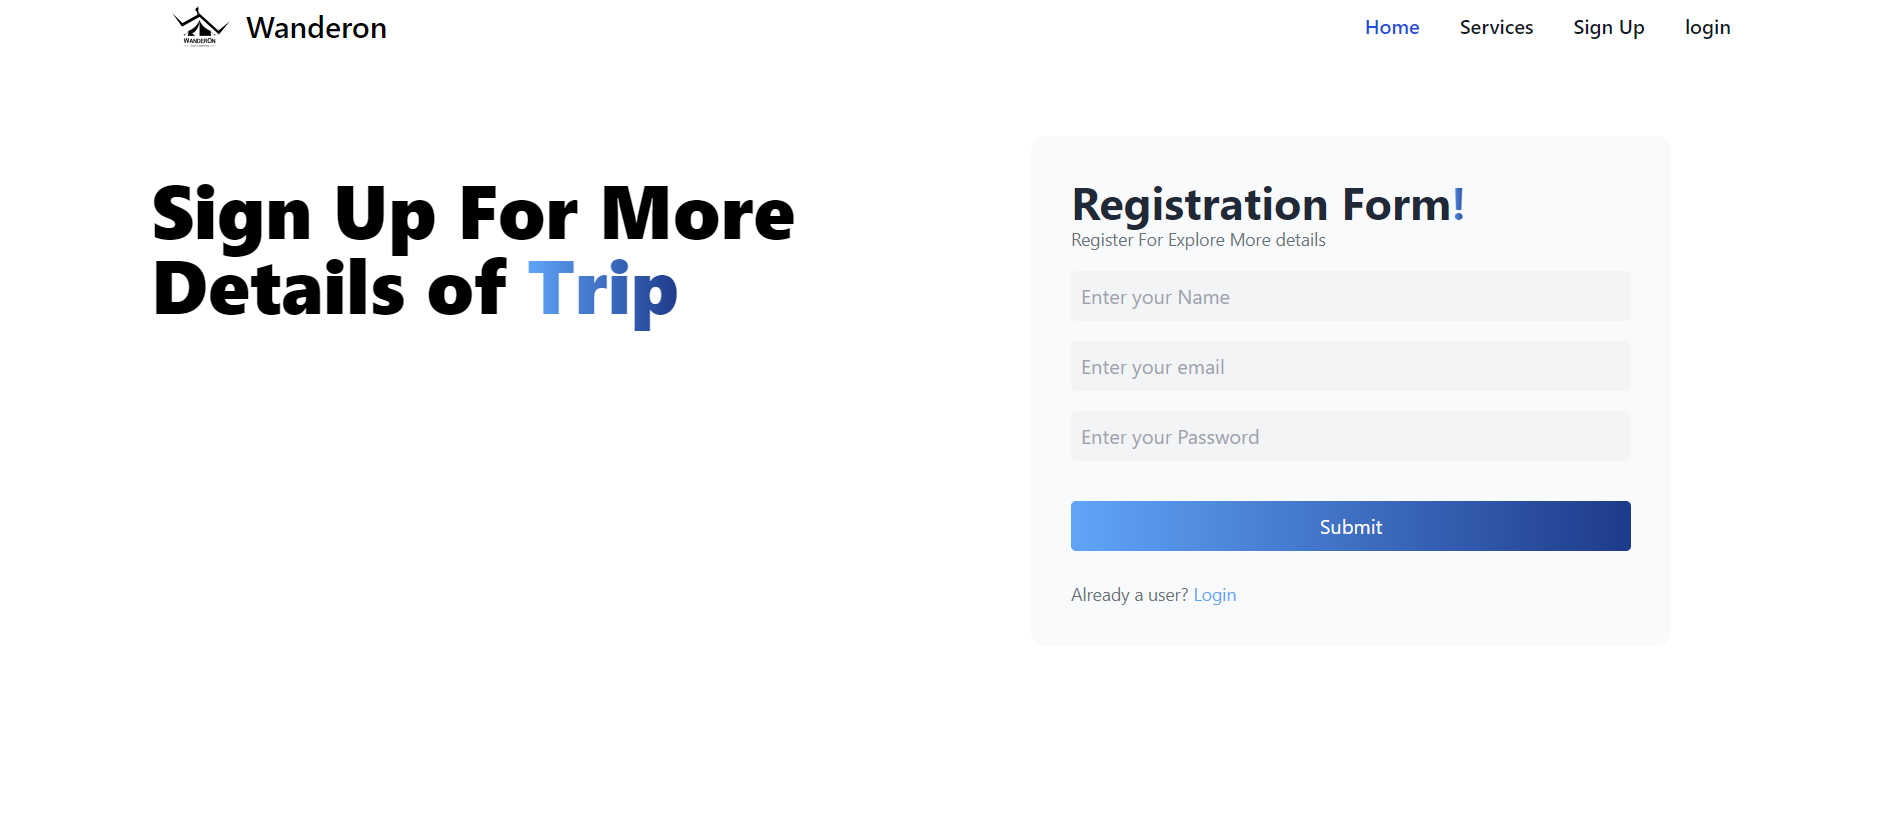 WANDERON
Wanderon
Home Services Sign Up login
Sign Up For More
Details of Trip
Registration Form!
Register For Explore More details
Enter your Name
Enter your email
Enter your Password
Submit
Already a user? Login